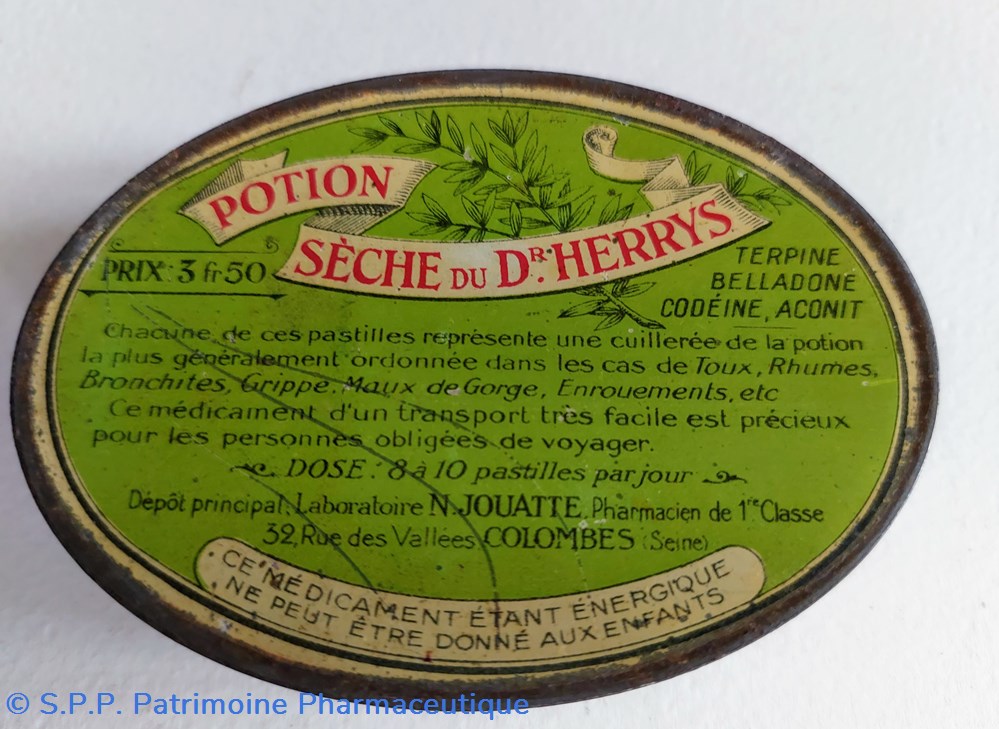 POTION
SÈCHE DU DR HERRYS
PRIX: 3 fr 50
TERPINE
BELLADONE
CODÉINE, ACONIT
Chacune de ces pastilles représente une cuillerée de la potion
la plus généralement ordonnée dans les cas de Toux, Rhumes,
Bronchites, Grippe, Maux de Gorge, Enrouements, etc
Ce médicament d'un transport très facile est précieux
pour les personnes obligées de voyager.
DOSE: 8 à 10 pastilles par jour
Dépôt principal: Laboratoire N. JOUATTE, Pharmacien de 1re Classe
32, Rue des Vallées, COLOMBES (Seine)
CE MÉDICAMENT ÉTANT ÉNERGIQUE
NE PEUT ÊTRE DONNÉ AUX ENFANTS
© S.P.P. Patrimoine Pharmaceutique